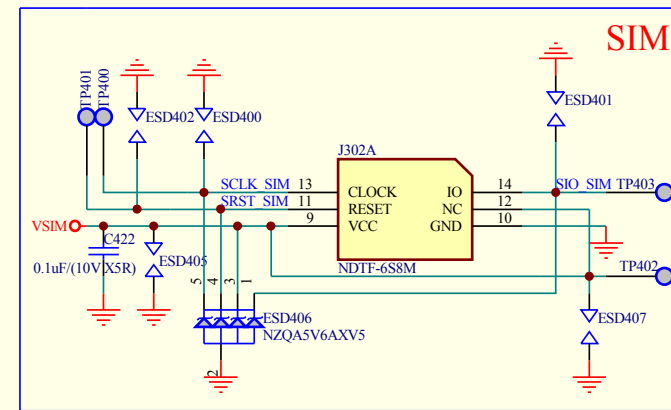 SIM
TP401
TP400
ESD402
ESD400
ESD401
J302A
SCLK_SIM 13 CLOCK IO 14 SIO_SIM TP403
SRST_SIM 11 RESET NC 12
VSIM 9 VCC GND 10
C422
ESD405
0.1uF/(10V X5R)
NDTF-6S8M
TP402
5 4 3 1
ESD406
NZQA5V6AXV5
ESD407
2